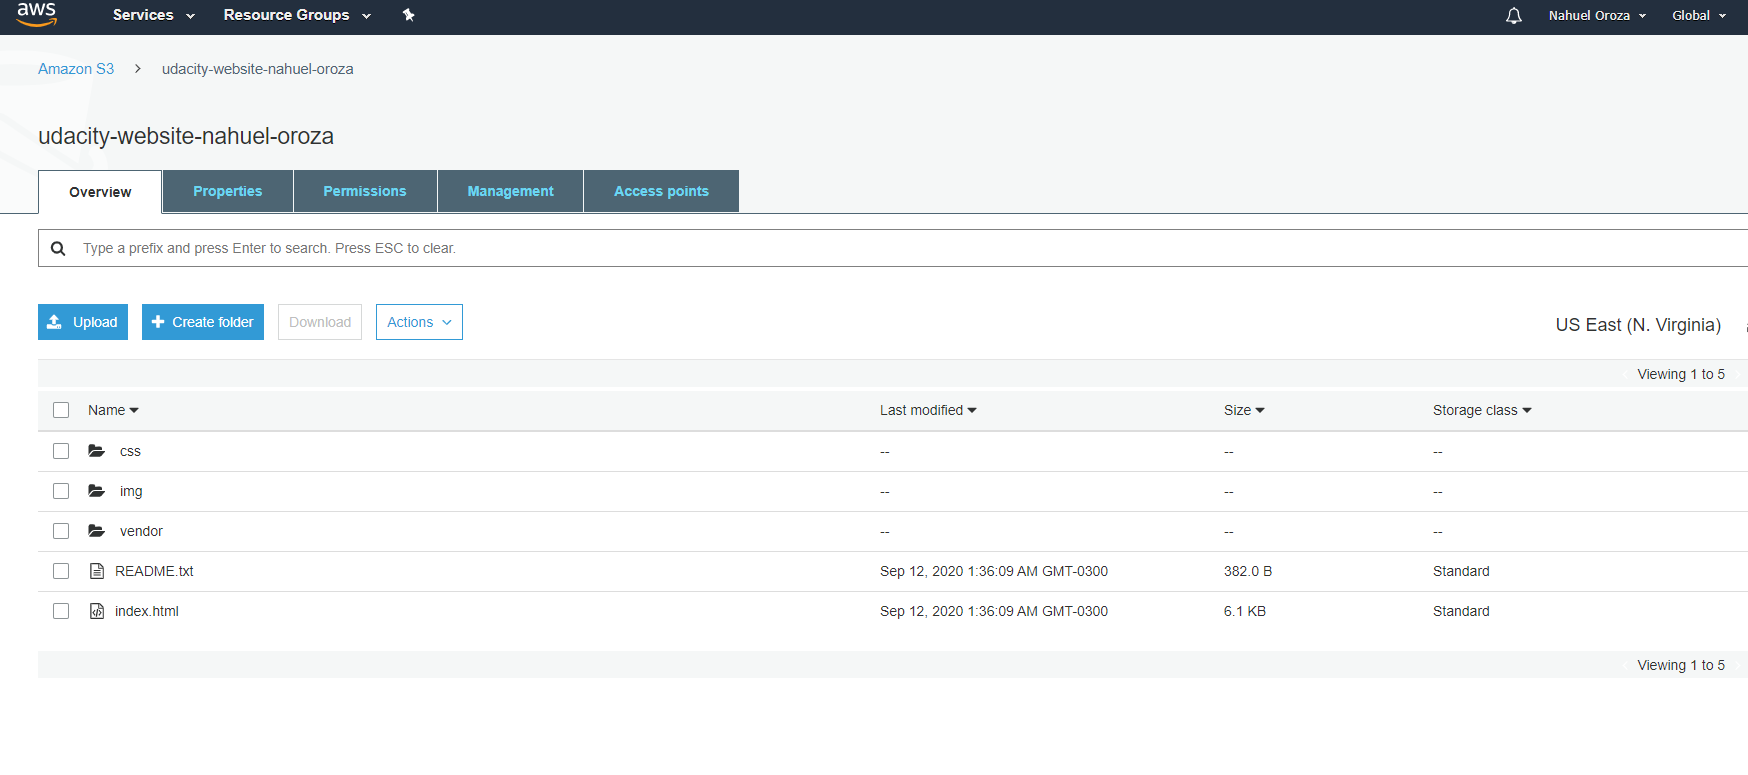 aws Services Resource Groups Nahuel Oroza Global
Amazon S3 > udacity-website-nahuel-oroza
udacity-website-nahuel-oroza
Overview Properties Permissions Management Access points
Type a prefix and press Enter to search. Press ESC to clear.
Upload Create folder Download Actions US East (N. Virginia)
Viewing 1 to 5
Name Last modified Size Storage class
css -- -- --
img -- -- --
vendor -- -- --
README.txt Sep 12, 2020 1:36:09 AM GMT-0300 382.0 B Standard
index.html Sep 12, 2020 1:36:09 AM GMT-0300 6.1 KB Standard
Viewing 1 to 5